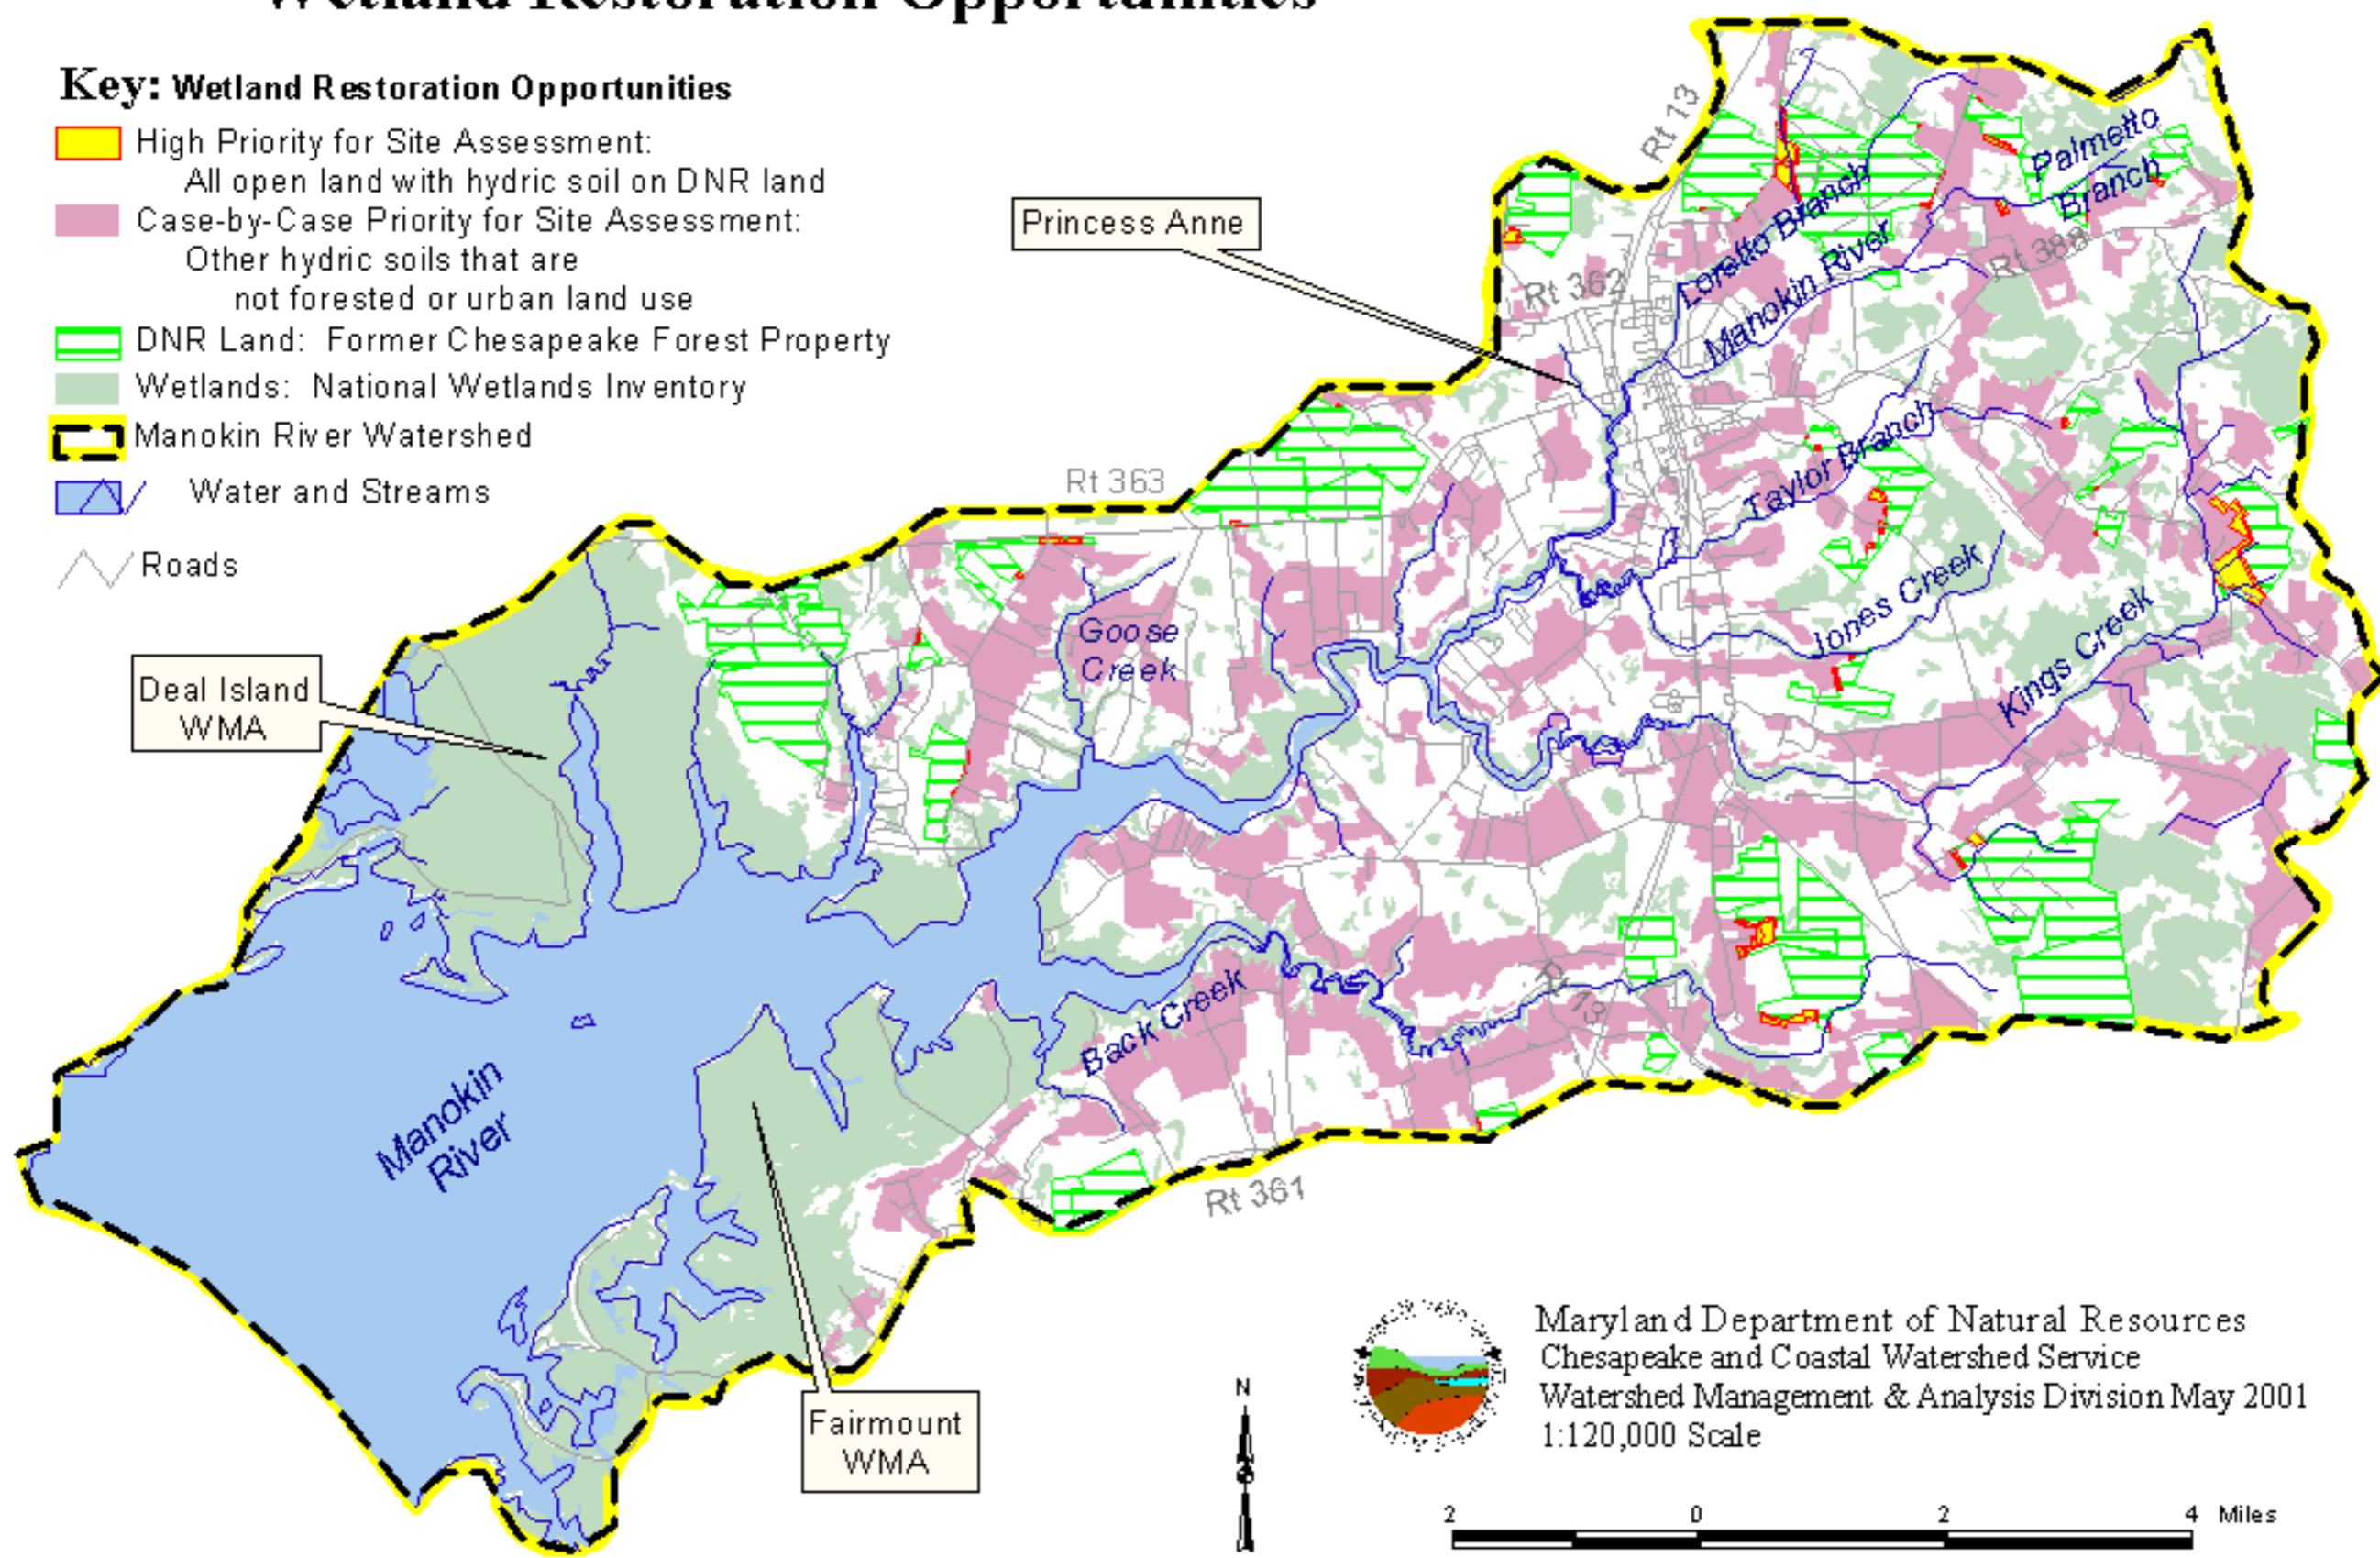 Wetland Restoration Opportunities
Key: Wetland Restoration Opportunities
High Priority for Site Assessment:
All open land with hydric soil on DNR land
Case-by-Case Priority for Site Assessment:
Other hydric soils that are
not forested or urban land use
DNR Land: Former Chesapeake Forest Property
Wetlands: National Wetlands Inventory
Manokin River Watershed
Water and Streams
Roads
Rt 13
Palmetto
Branch
Princess Anne
Loretto Branch
Rt 388
Rt 362
Manokin River
Rt 363
Taylor Branch
Goose
Creek
Jones Creek
Kings Creek
Deal Island
WMA
Back Creek
Manokin
River
Rt 361
Fairmount
WMA
N
Maryland Department of Natural Resources
Chesapeake and Coastal Watershed Service
Watershed Management & Analysis Division May 2001
1:120,000 Scale
2 0 2 4 Miles